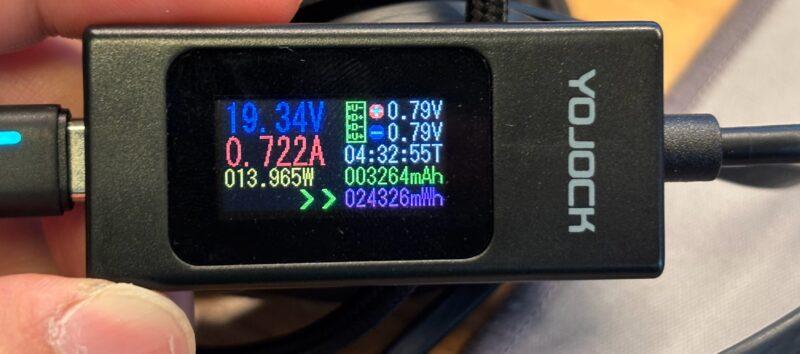 19.34V
0.722A
013.965W
>>
U-
D+
D-
U+
+ 0.79V
- 0.79V
04:32:55T
003264mAh
024326mWh
YOJOCK